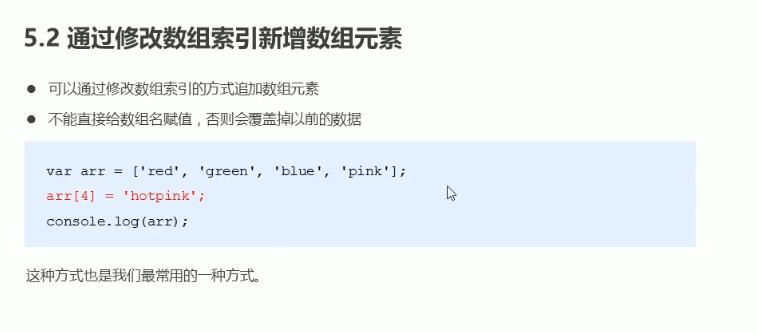 5.2 通过修改数组索引新增数组元素
● 可以通过修改数组索引的方式追加数组元素
● 不能直接给数组名赋值，否则会覆盖掉以前的数据
var arr = ['red', 'green', 'blue', 'pink'];
arr[4] = 'hotpink';
console.log(arr);
这种方式也是我们最常用的一种方式。